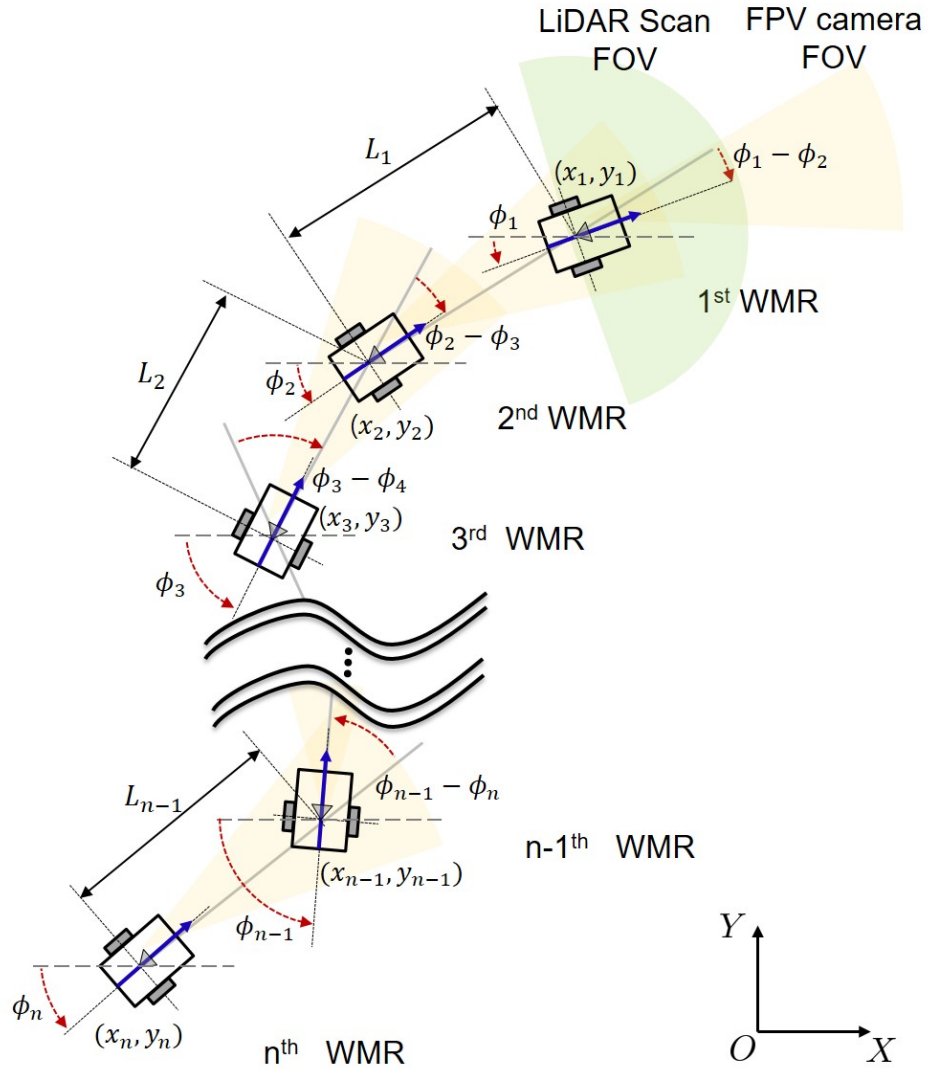 LiDAR Scan
FOV
FPV camera
FOV
L₁
ϕ₁ − ϕ₂
(x₁, y₁)
ϕ₁
1ˢᵗ WMR
ϕ₂ − ϕ₃
L₂
ϕ₂
(x₂, y₂)
2ⁿᵈ WMR
ϕ₃ − ϕ₄
(x₃, y₃)
3ʳᵈ WMR
ϕ₃
Lₙ₋₁
ϕₙ₋₁ − ϕₙ
n-1ᵗʰ WMR
(xₙ₋₁, yₙ₋₁)
ϕₙ₋₁
ϕₙ
(xₙ, yₙ)
nᵗʰ WMR
Y
O
X